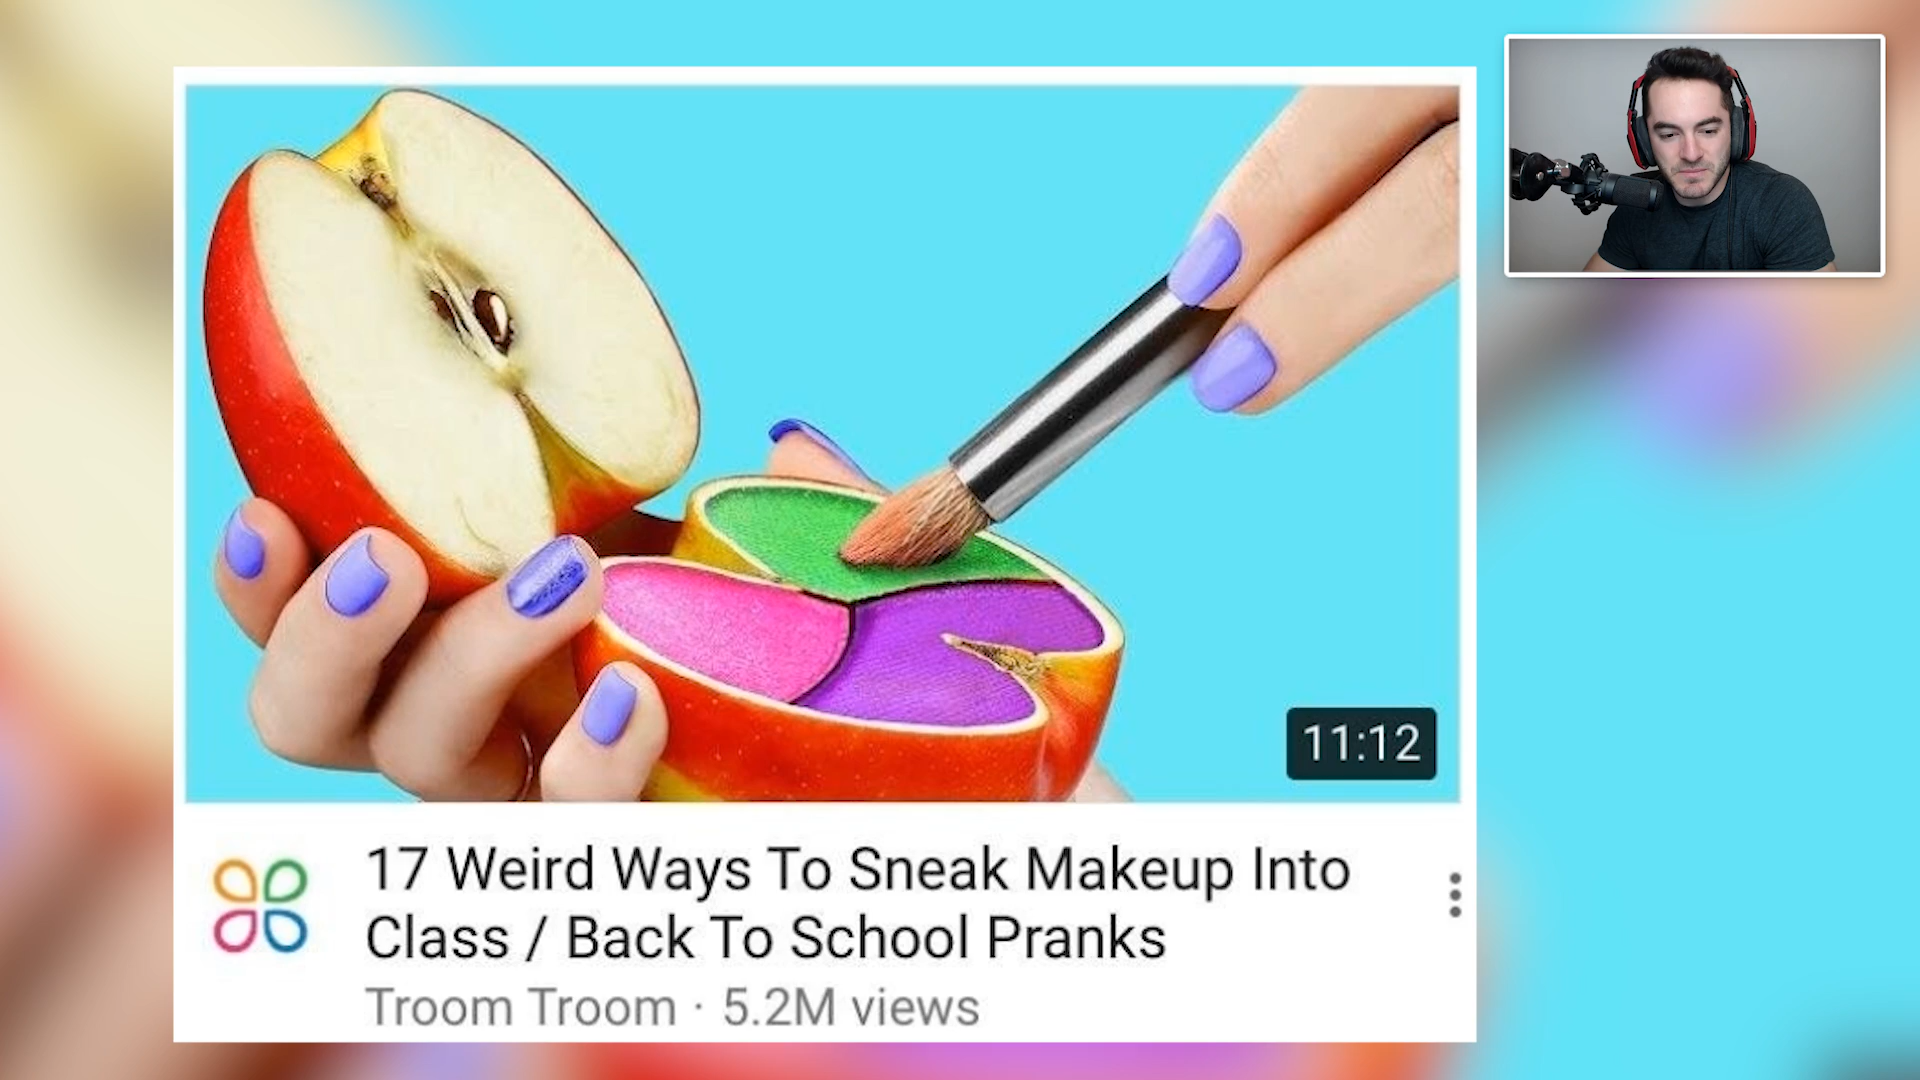 11:12
17 Weird Ways To Sneak Makeup Into
Class / Back To School Pranks
Troom Troom · 5.2M views